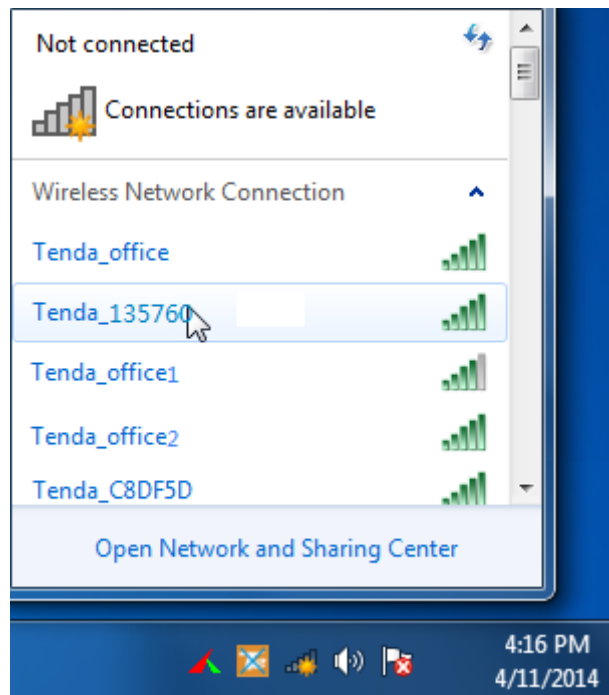 Not connected
Connections are available
Wireless Network Connection
Tenda_office
Tenda_135760
Tenda_office1
Tenda_office2
Tenda_C8DF5D
Open Network and Sharing Center
4:16 PM
4/11/2014